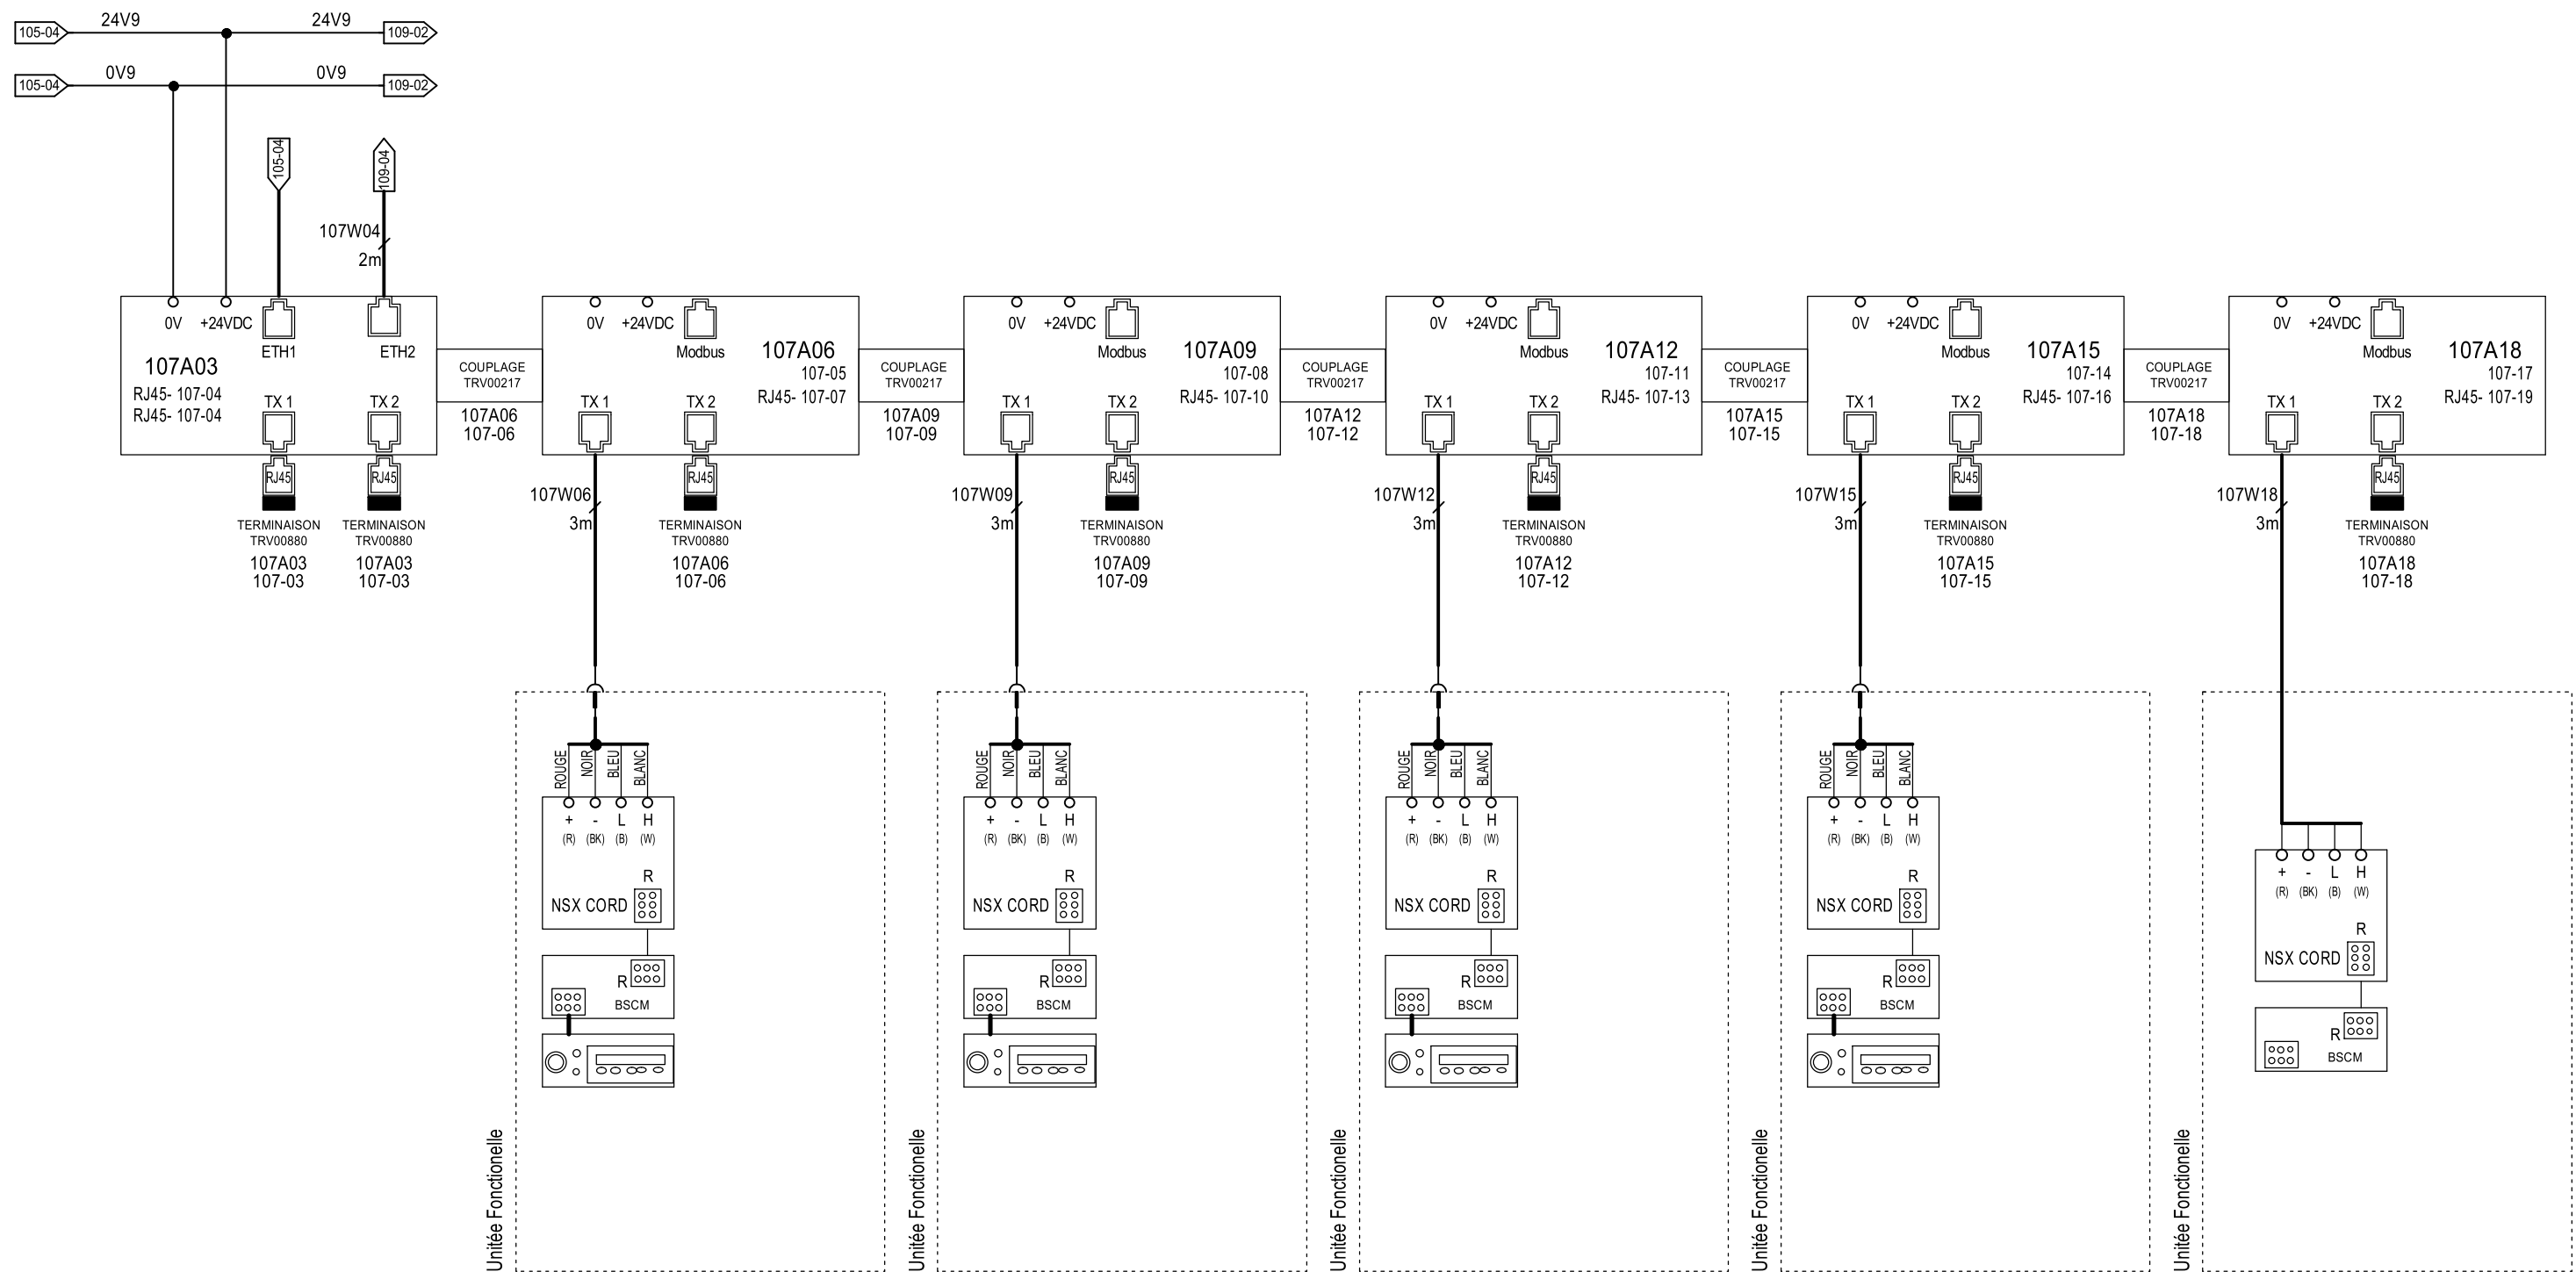 24V9 24V9
105-04 109-02
0V9 0V9
105-04 109-02
105-04 109-04
107W04
2m
0V +24VDC ETH1 ETH2
107A03
RJ45- 107-04
RJ45- 107-04
TX 1 TX 2
RJ45 RJ45
TERMINAISON TERMINAISON
TRV00880 TRV00880
107A03 107A03
107-03 107-03
COUPLAGE
TRV00217
107A06
107-06
0V +24VDC Modbus
107A06
107-05
RJ45- 107-07
TX 1 TX 2
RJ45
107W06
3m
TERMINAISON
TRV00880
107A06
107-06
COUPLAGE
TRV00217
107A09
107-09
0V +24VDC Modbus
107A09
107-08
RJ45- 107-10
TX 1 TX 2
RJ45
107W09
3m
TERMINAISON
TRV00880
107A09
107-09
COUPLAGE
TRV00217
107A12
107-12
0V +24VDC Modbus
107A12
107-11
RJ45- 107-13
TX 1 TX 2
RJ45
107W12
3m
TERMINAISON
TRV00880
107A12
107-12
COUPLAGE
TRV00217
107A15
107-15
0V +24VDC Modbus
107A15
107-14
RJ45- 107-16
TX 1 TX 2
RJ45
107W15
3m
TERMINAISON
TRV00880
107A15
107-15
COUPLAGE
TRV00217
107A18
107-18
0V +24VDC Modbus
107A18
107-17
RJ45- 107-19
TX 1 TX 2
RJ45
107W18
3m
TERMINAISON
TRV00880
107A18
107-18
ROUGE NOIR BLEU BLANC
+ - L H
(R) (BK) (B) (W)
R
NSX CORD
R
BSCM
Unitée Fonctionelle
ROUGE NOIR BLEU BLANC
+ - L H
(R) (BK) (B) (W)
R
NSX CORD
R
BSCM
Unitée Fonctionelle
ROUGE NOIR BLEU BLANC
+ - L H
(R) (BK) (B) (W)
R
NSX CORD
R
BSCM
Unitée Fonctionelle
ROUGE NOIR BLEU BLANC
+ - L H
(R) (BK) (B) (W)
R
NSX CORD
R
BSCM
Unitée Fonctionelle
+ - L H
(R) (BK) (B) (W)
R
NSX CORD
R
BSCM
Unitée Fonctionelle